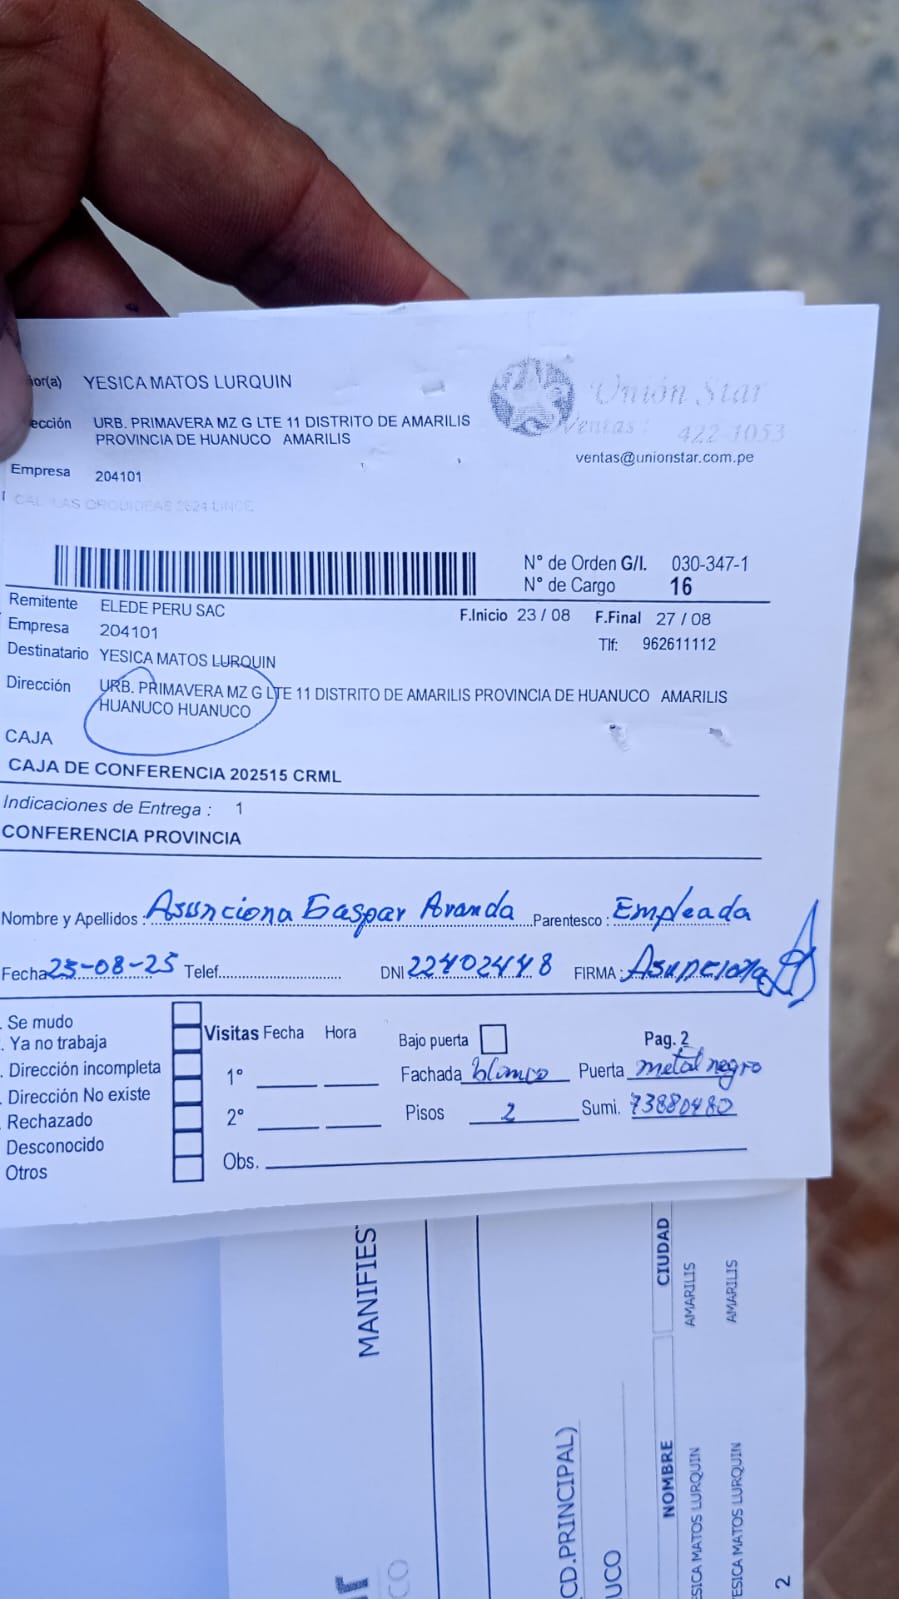 ior(a) YESICA MATOS LURQUIN
ección URB. PRIMAVERA MZ G LTE 11 DISTRITO DE AMARILIS
PROVINCIA DE HUANUCO AMARILIS
Empresa 204101
CAL. LAS ORQUIDEAS 2624 LINCE
Unión Star
Ventas: 422-1053
ventas@unionstar.com.pe
N° de Orden G/I. 030-347-1
N° de Cargo 16
Remitente ELEDE PERU SAC
F.Inicio 23 / 08 F.Final 27 / 08
Empresa 204101
Tlf: 962611112
Destinatario YESICA MATOS LURQUIN
Dirección URB. PRIMAVERA MZ G LTE 11 DISTRITO DE AMARILIS PROVINCIA DE HUANUCO AMARILIS
HUANUCO HUANUCO
CAJA
CAJA DE CONFERENCIA 202515 CRML
Indicaciones de Entrega : 1
CONFERENCIA PROVINCIA
Nombre y Apellidos : Asunciona Gaspar Aranda Parentesco : Empleada
Fecha 25-08-25 Telef. DNI 22402448 FIRMA : Asunciona
. Se mudo
. Ya no trabaja
. Dirección incompleta
. Dirección No existe
. Rechazado
Desconocido
Otros
Visitas Fecha Hora
1°
2°
Obs.
Bajo puerta
Pag. 2
Fachada blanco Puerta metal negro
Pisos 2 Sumi. 73880480
MANIFIES
CD.PRINCIPAL)
UCO
CIUDAD
NOMBRE
AMARILIS
ESICA MATOS LURQUIN
AMARILIS
ESICA MATOS LURQUIN
2